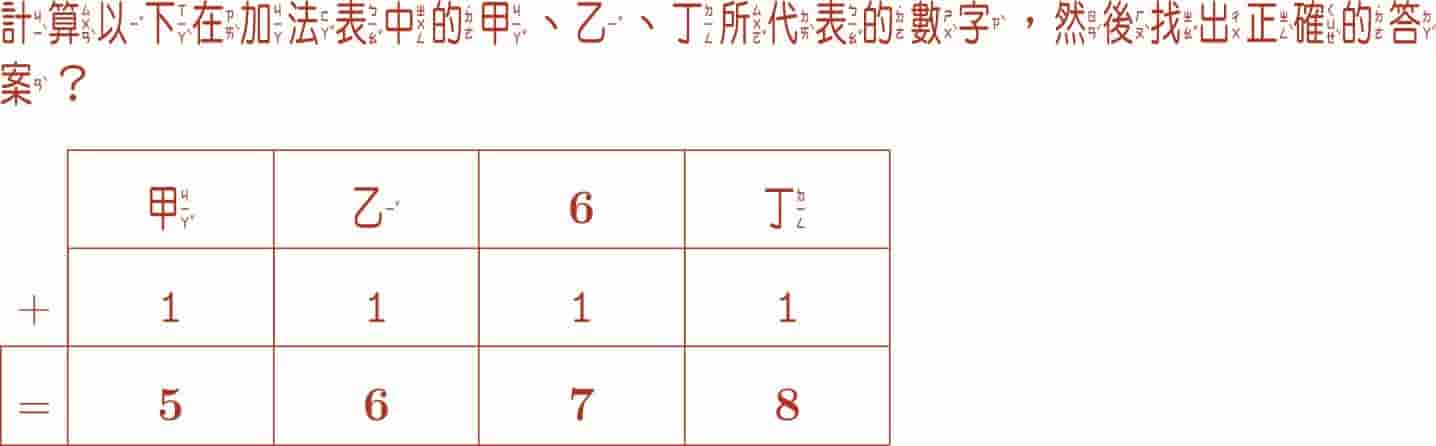 計算以下在加法表中的甲、乙、丁所代表的數字，然後找出正確的答
案？
甲 乙 6 丁
+ 1 1 1 1
= 5 6 7 8